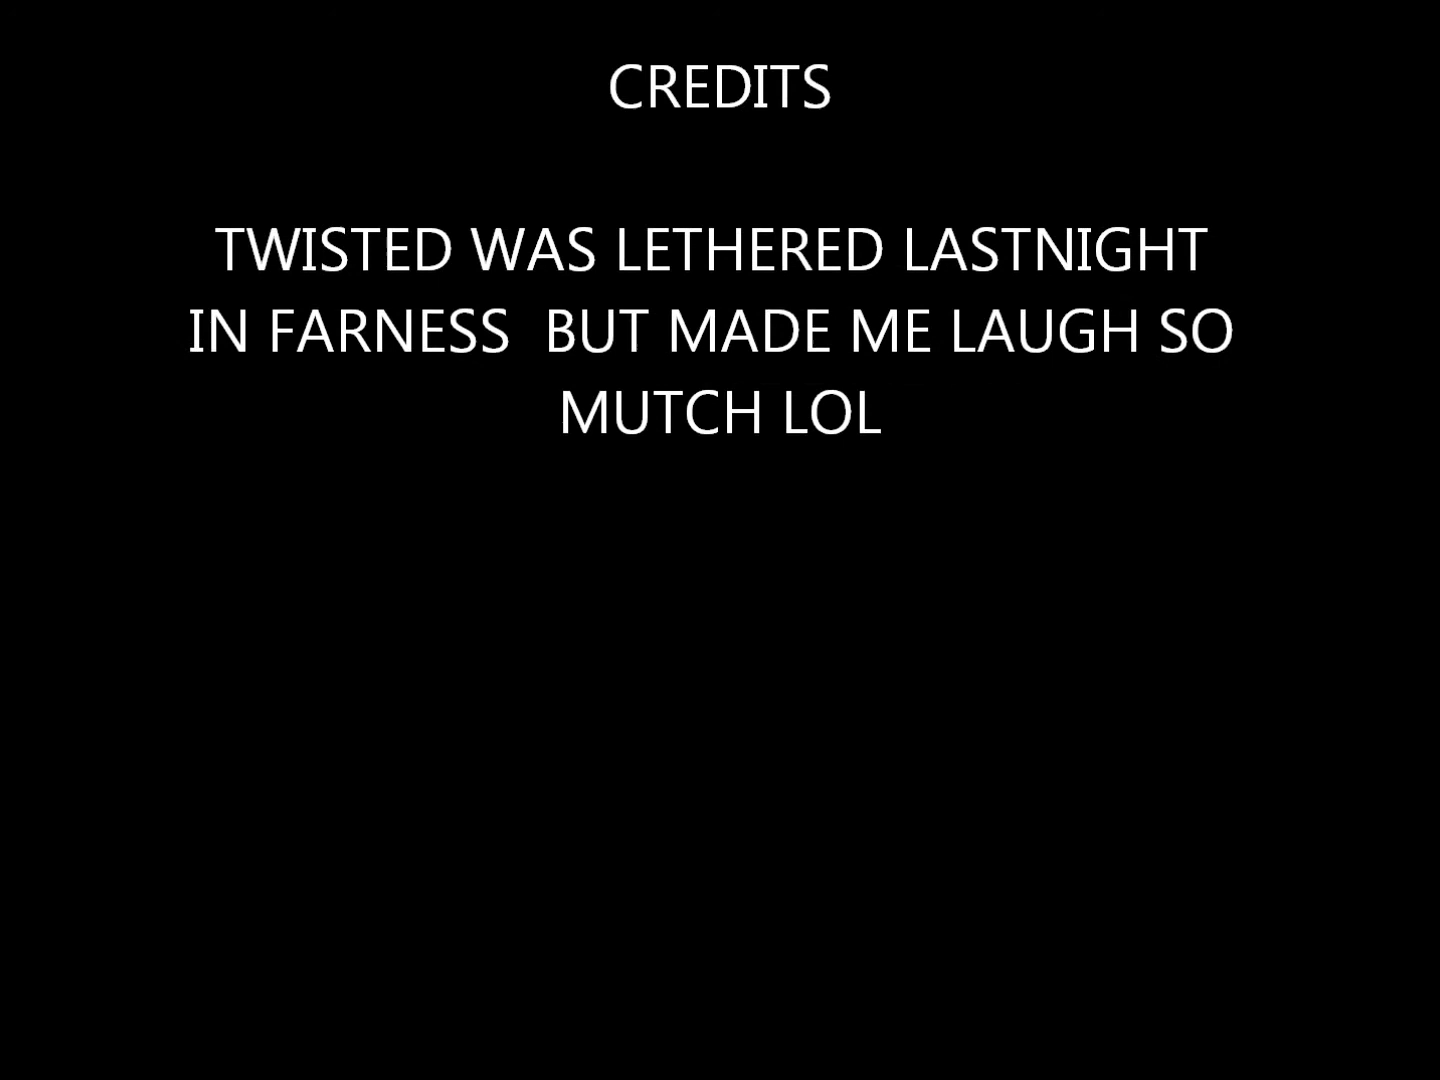 CREDITS
TWISTED WAS LETHERED LASTNIGHT
IN FARNESS  BUT MADE ME LAUGH SO
MUTCH LOL